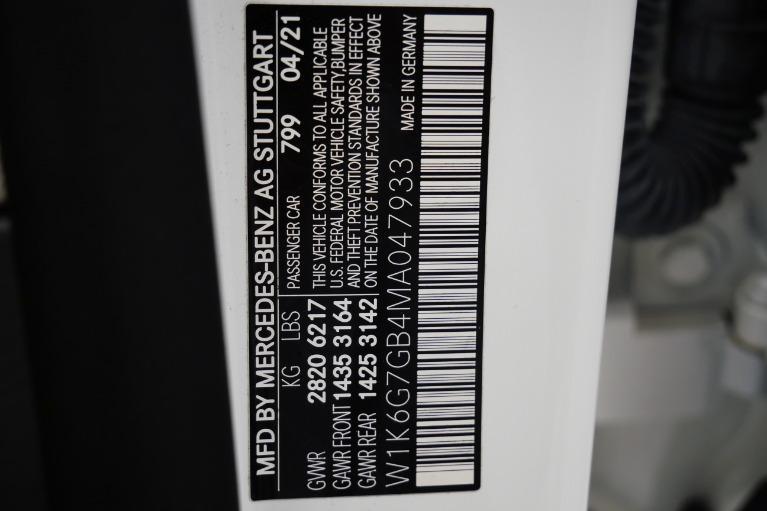 MFD BY MERCEDES-BENZ AG STUTTGART
KG LBS
GVWR 2820 6217
GAWR FRONT 1435 3164
GAWR REAR 1425 3142
PASSENGER CAR 799 04/21
THIS VEHICLE CONFORMS TO ALL APPLICABLE
U.S. FEDERAL MOTOR VEHICLE SAFETY,BUMPER
AND THEFT PREVENTION STANDARDS IN EFFECT
ON THE DATE OF MANUFACTURE SHOWN ABOVE
W1K6G7GB4MA047933 MADE IN GERMANY